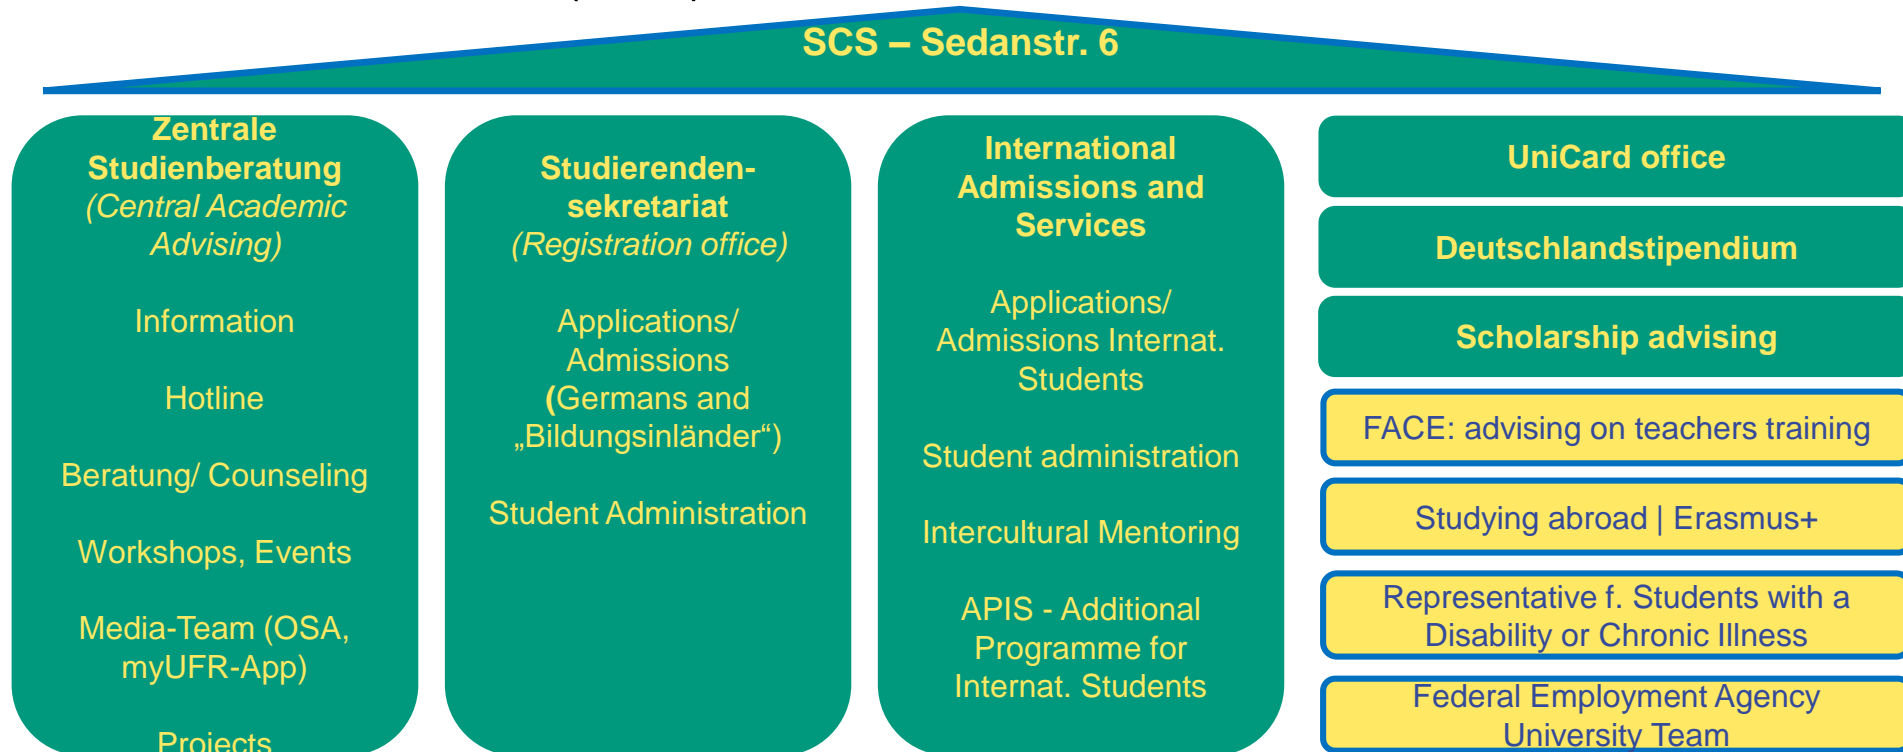 SCS – Sedanstr. 6
Zentrale
Studienberatung
(Central Academic
Advising)
Information
Hotline
Beratung/ Counseling
Workshops, Events
Media-Team (OSA,
myUFR-App)
Projects
Studierenden-
sekretariat
(Registration office)
Applications/
Admissions
(Germans and
„Bildungsinländer“)
Student Administration
International
Admissions and
Services
Applications/
Admissions Internat.
Students
Student administration
Intercultural Mentoring
APIS - Additional
Programme for
Internat. Students
UniCard office
Deutschlandstipendium
Scholarship advising
FACE: advising on teachers training
Studying abroad | Erasmus+
Representative f. Students with a
Disability or Chronic Illness
Federal Employment Agency
University Team